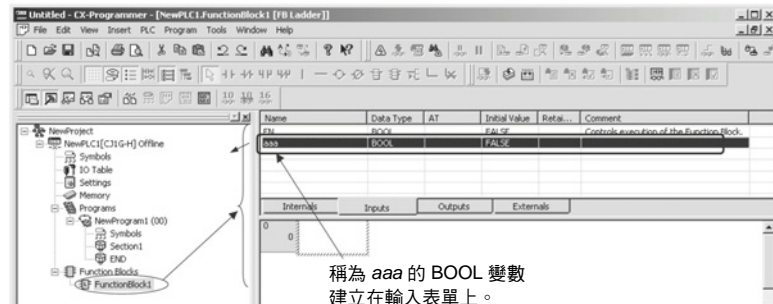 Untitled - CX-Programmer - [NewPLC1.FunctionBlock1 [FB Ladder]]
File Edit View Insert PLC Program Tools Window Help
Name Data Type AT Initial Value Retai... Comment
EN BOOL FALSE Controls execution of the Function Block.
aaa BOOL FALSE
NewProject
NewPLC1[CJ1G-H] Offline
Symbols
IO Table
Settings
Memory
Programs
NewProgram1 (00)
Symbols
Section1
END
Function Blocks
FunctionBlock1
Internals Inputs Outputs Externals
0
0
稱為 aaa 的 BOOL 變數
建立在輸入表單上。